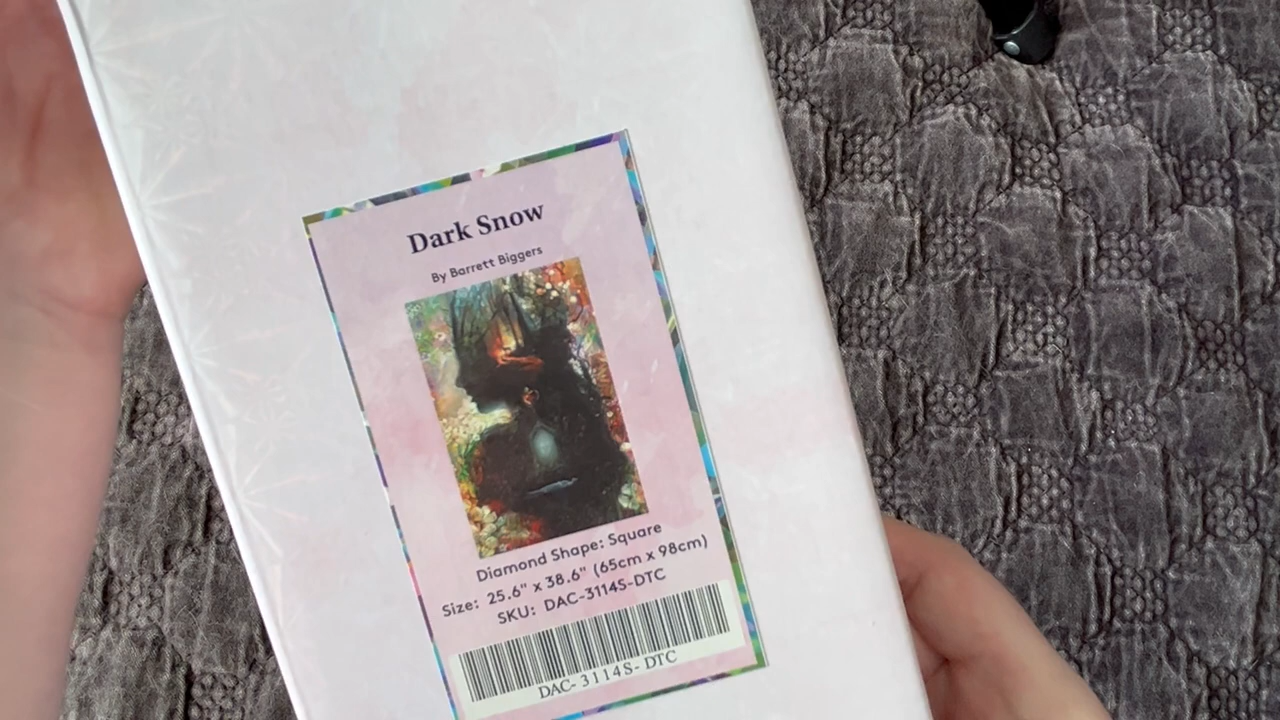 Dark Snow
By Barrett Biggers
Diamond Shape: Square
Size: 25.6" x 38.6" (65cm x 98cm)
SKU: DAC-3114S-DTC
DAC- 3114S- DTC